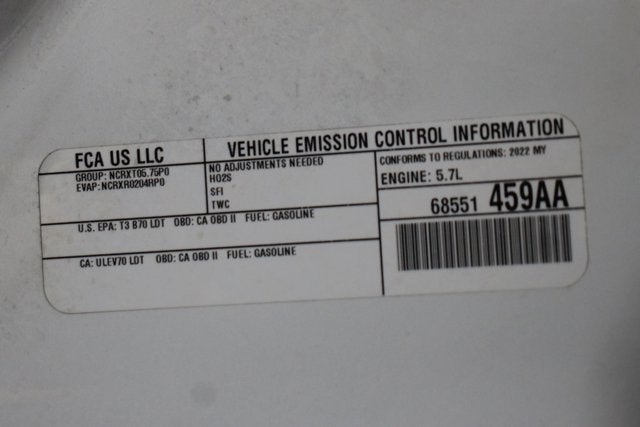 FCA US LLC
GROUP: NCRXT05.75P0
EVAP: NCRXR0204RP0
VEHICLE EMISSION CONTROL INFORMATION
NO ADJUSTMENTS NEEDED
HO2S
SFI
TWC
CONFORMS TO REGULATIONS: 2022 MY
ENGINE: 5.7L
68551 459AA
U.S. EPA: T3 B70 LDT OBD: CA OBD II FUEL: GASOLINE
CA: ULEV70 LDT OBD: CA OBD II FUEL: GASOLINE